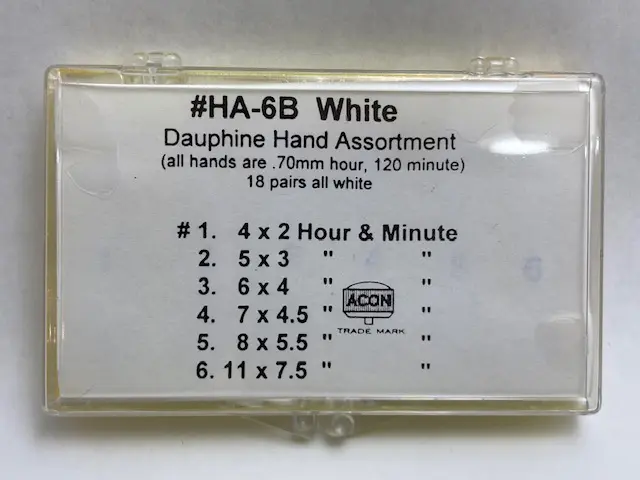 #HA-6B White
Dauphine Hand Assortment
(all hands are .70mm hour, 120 minute)
18 pairs all white
# 1. 4 x 2 Hour & Minute
2. 5 x 3 " "
3. 6 x 4 " "
4. 7 x 4.5 " "
5. 8 x 5.5 " "
6. 11 x 7.5 " "
ACON
TRADE MARK